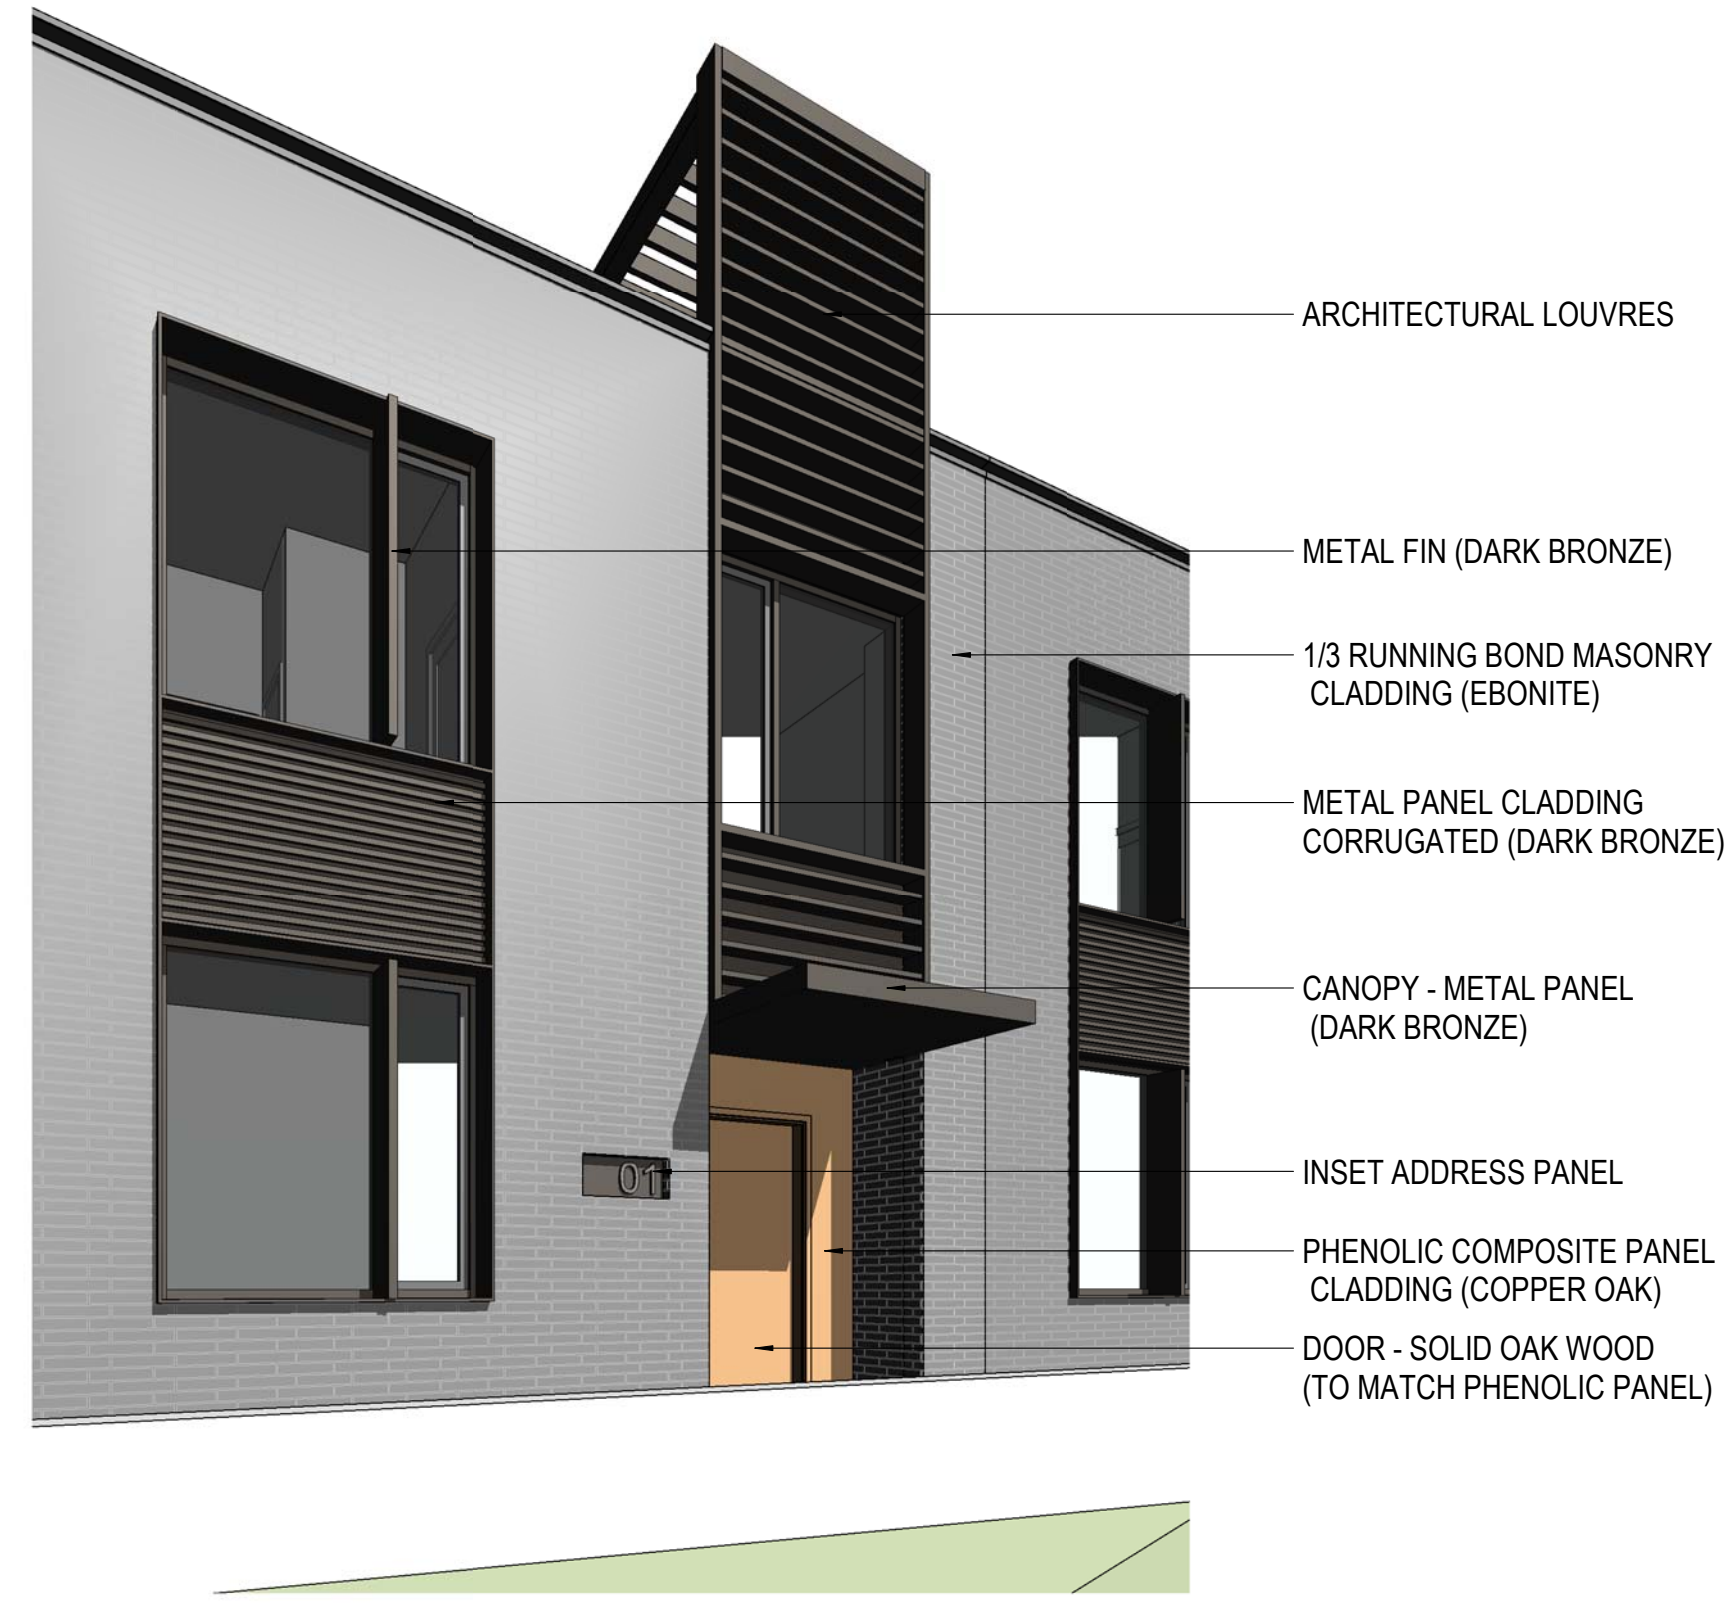 ARCHITECTURAL LOUVRES
METAL FIN (DARK BRONZE)
1/3 RUNNING BOND MASONRY
CLADDING (EBONITE)
METAL PANEL CLADDING
CORRUGATED (DARK BRONZE)
CANOPY - METAL PANEL
(DARK BRONZE)
01
INSET ADDRESS PANEL
PHENOLIC COMPOSITE PANEL
CLADDING (COPPER OAK)
DOOR - SOLID OAK WOOD
(TO MATCH PHENOLIC PANEL)